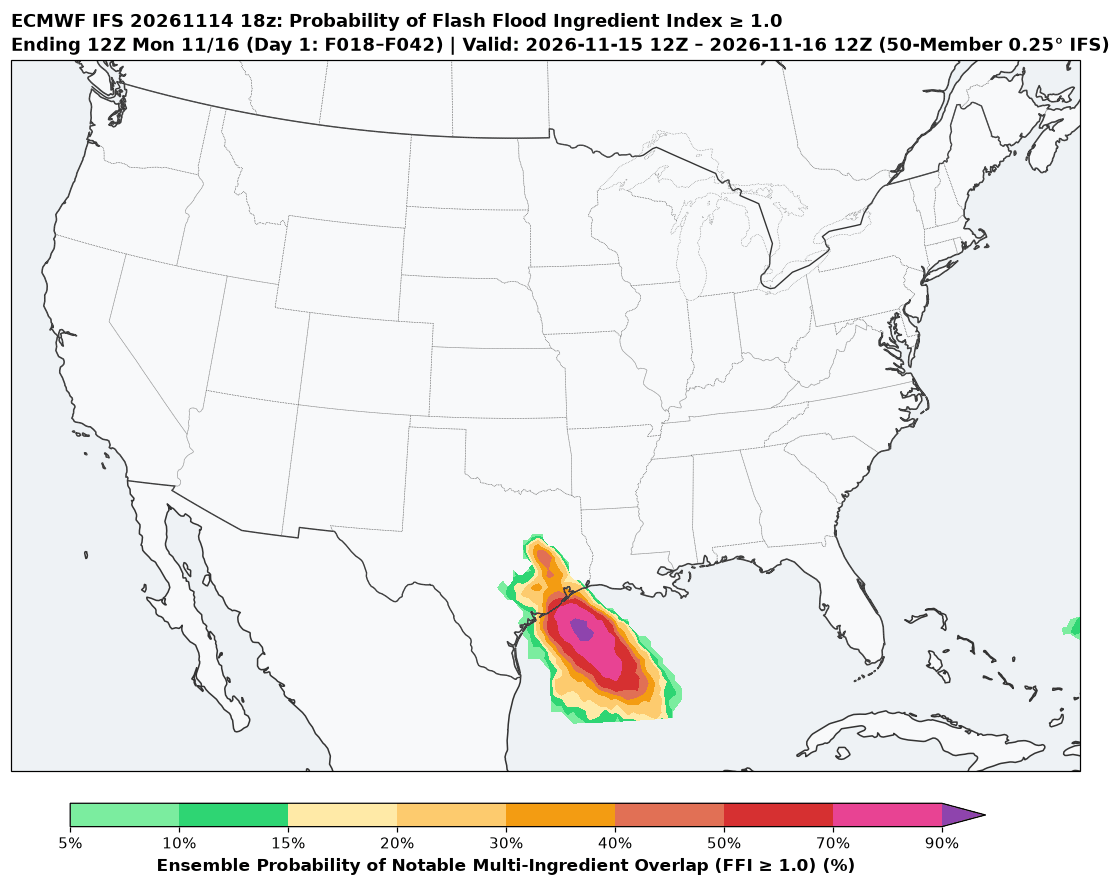 ECMWF IFS 20261114 18z: Probability of Flash Flood Ingredient Index ≥ 1.0
Ending 12Z Mon 11/16 (Day 1: F018–F042) | Valid: 2026-11-15 12Z – 2026-11-16 12Z (50-Member 0.25° IFS)
5% 10% 15% 20% 30% 40% 50% 70% 90%
Ensemble Probability of Notable Multi-Ingredient Overlap (FFI ≥ 1.0) (%)